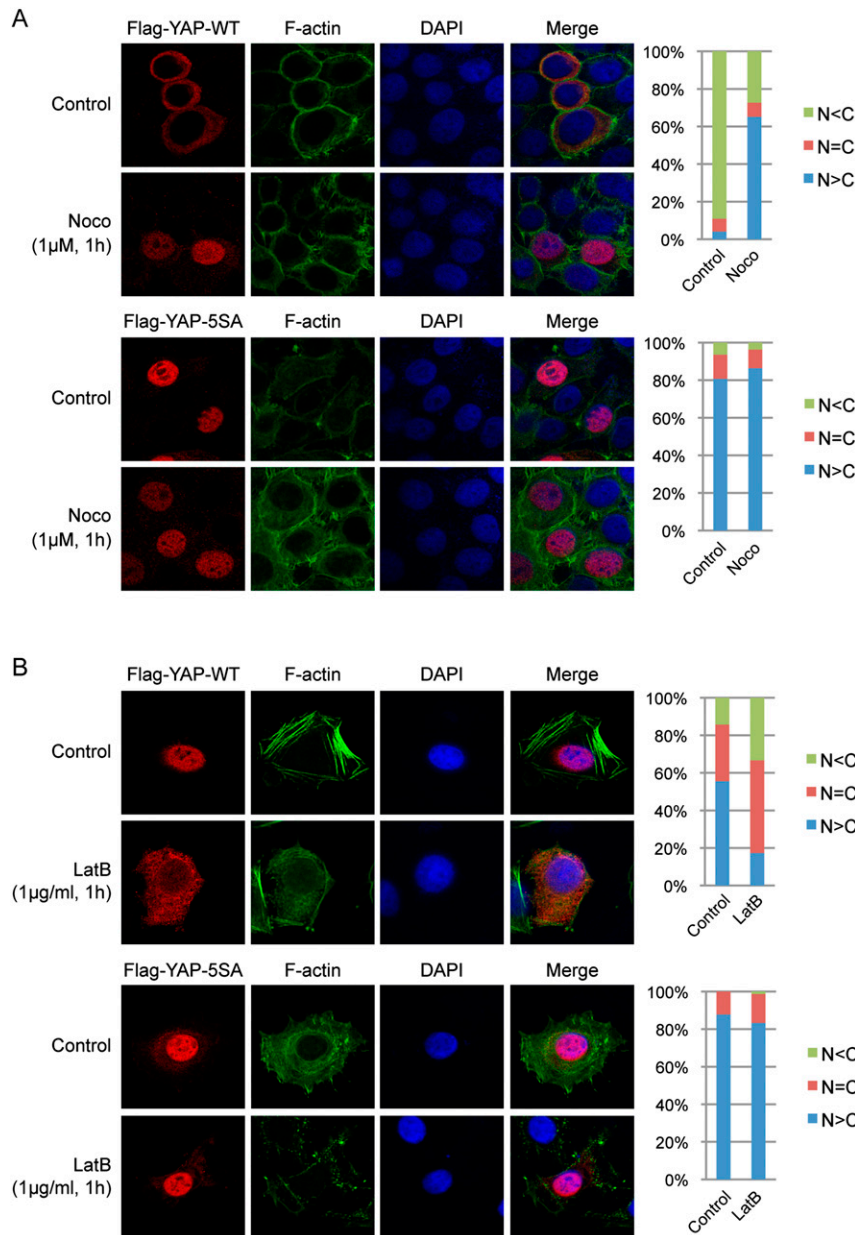 A
Flag-YAP-WT F-actin DAPI Merge
Control
Noco
(1µM, 1h)
100%
80%
60%
40%
20%
0%
Control Noco
N<C
N=C
N>C
Flag-YAP-5SA F-actin DAPI Merge
Control
Noco
(1µM, 1h)
100%
80%
60%
40%
20%
0%
Control Noco
N<C
N=C
N>C
B
Flag-YAP-WT F-actin DAPI Merge
Control
LatB
(1µg/ml, 1h)
100%
80%
60%
40%
20%
0%
Control LatB
N<C
N=C
N>C
Flag-YAP-5SA F-actin DAPI Merge
Control
LatB
(1µg/ml, 1h)
100%
80%
60%
40%
20%
0%
Control LatB
N<C
N=C
N>C